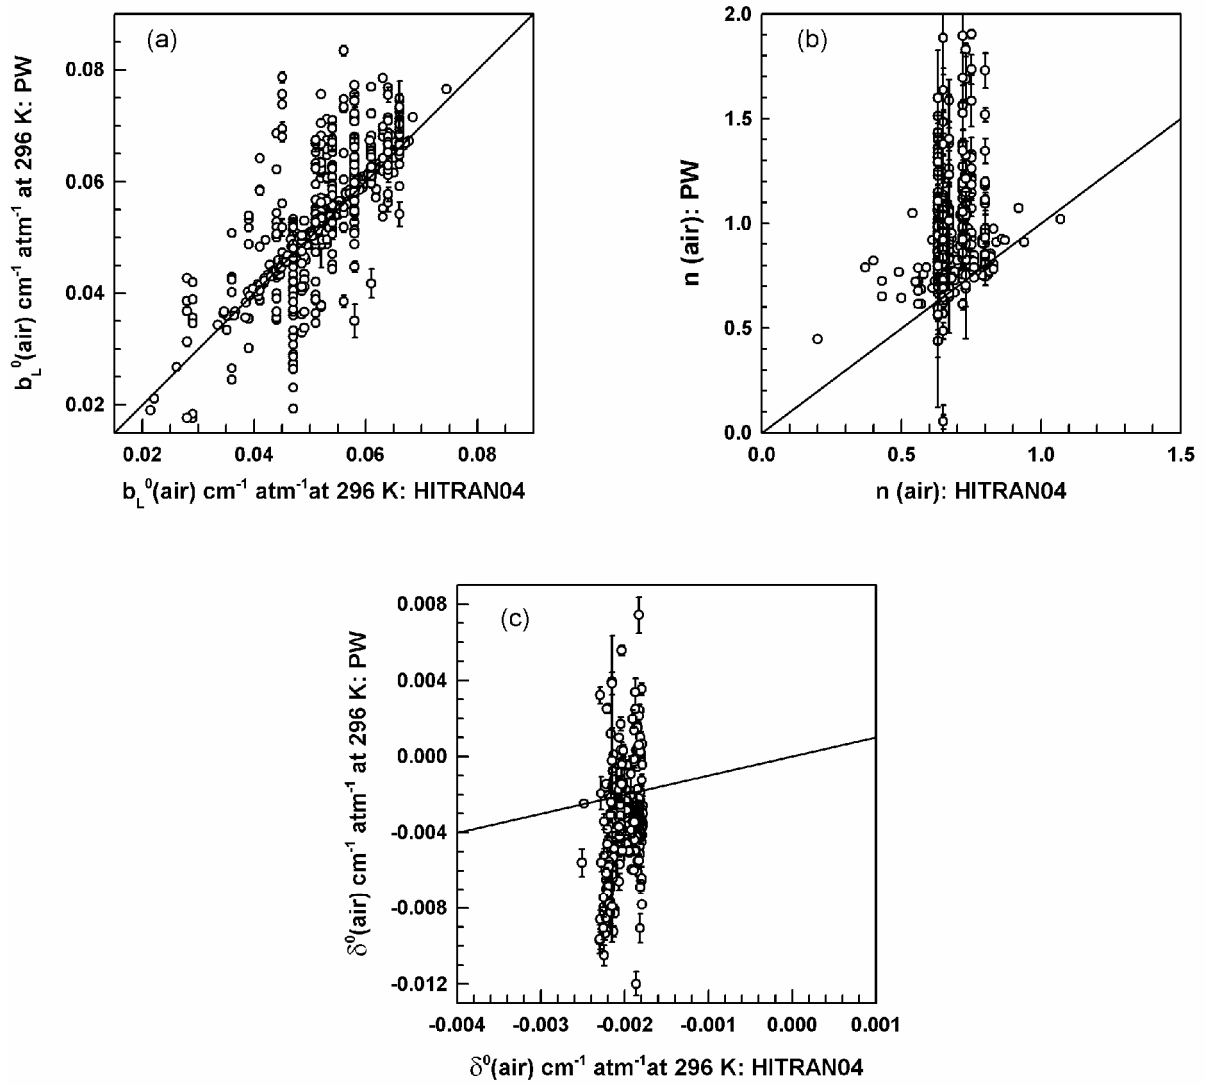 (a)
0.08
0.06
0.04
0.02
b_L^0(air) cm^-1 atm^-1 at 296 K: PW
0.02 0.04 0.06 0.08
b_L^0(air) cm^-1 atm^-1at 296 K: HITRAN04
(b)
2.0
1.5
1.0
0.5
0.0
n (air): PW
0.0 0.5 1.0 1.5
n (air): HITRAN04
(c)
0.008
0.004
0.000
-0.004
-0.008
-0.012
δ^0(air) cm^-1 atm^-1 at 296 K: PW
-0.004 -0.003 -0.002 -0.001 0.000 0.001
δ^0(air) cm^-1 atm^-1at 296 K: HITRAN04